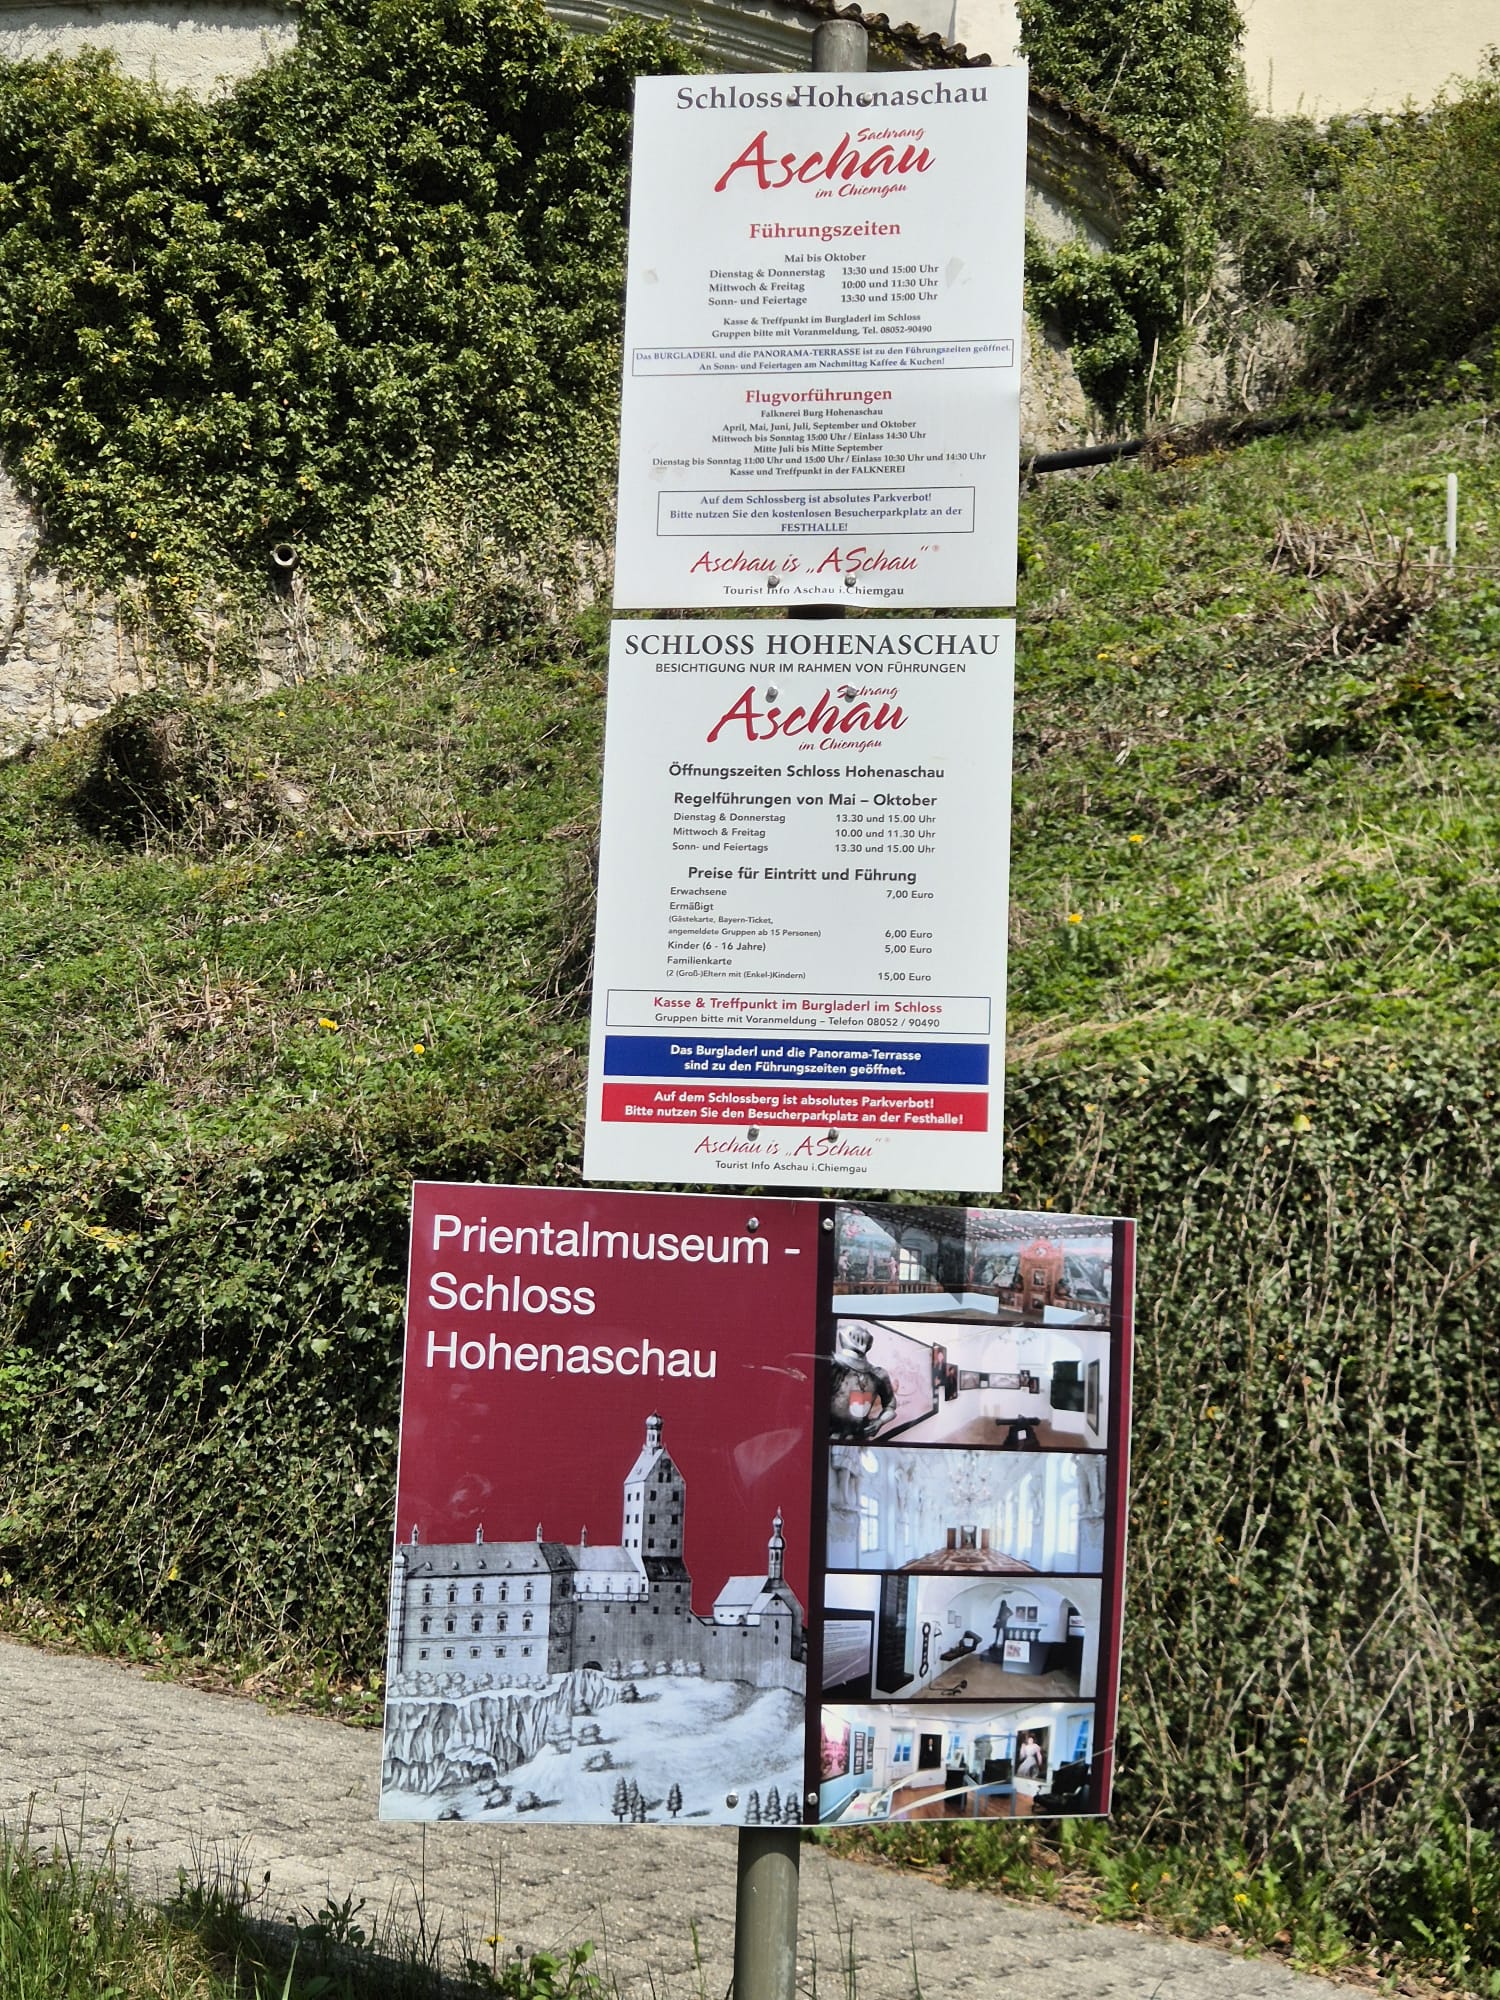 Schloss Hohenaschau
Sachrang
Aschau
im Chiemgau
Führungszeiten
Mai bis Oktober
Dienstag & Donnerstag 13:30 und 15:00 Uhr
Mittwoch & Freitag 10:00 und 11:30 Uhr
Sonn- und Feiertage 13:30 und 15:00 Uhr
Kasse & Treffpunkt im Burgladerl im Schloss
Gruppen bitte mit Voranmeldung, Tel. 08052-90490
Das BURGLADERL und die PANORAMA-TERRASSE ist zu den Führungszeiten geöffnet.
An Sonn- und Feiertagen am Nachmittag Kaffee & Kuchen!
Flugvorführungen
Falknerei Burg Hohenaschau
April, Mai, Juni, Juli, September und Oktober
Mittwoch bis Sonntag 15:00 Uhr / Einlass 14:30 Uhr
Mitte Juli bis Mitte September
Dienstag bis Sonntag 11:00 Uhr und 15:00 Uhr / Einlass 10:30 Uhr und 14:30 Uhr
Kasse und Treffpunkt in der FALKNEREI
Auf dem Schlossberg ist absolutes Parkverbot!
Bitte nutzen Sie den kostenlosen Besucherparkplatz an der
FESTHALLE!
Aschau is „ASchau“®
Tourist Info Aschau i.Chiemgau
SCHLOSS HOHENASCHAU
BESICHTIGUNG NUR IM RAHMEN VON FÜHRUNGEN
Sachrang
Aschau
im Chiemgau
Öffnungszeiten Schloss Hohenaschau
Regelführungen von Mai – Oktober
Dienstag & Donnerstag 13.30 und 15.00 Uhr
Mittwoch & Freitag 10.00 und 11.30 Uhr
Sonn- und Feiertags 13.30 und 15.00 Uhr
Preise für Eintritt und Führung
Erwachsene 7,00 Euro
Ermäßigt
(Gästekarte, Bayern-Ticket,
angemeldete Gruppen ab 15 Personen) 6,00 Euro
Kinder (6 - 16 Jahre) 5,00 Euro
Familienkarte
(2 (Groß-)Eltern mit (Enkel-)Kindern) 15,00 Euro
Kasse & Treffpunkt im Burgladerl im Schloss
Gruppen bitte mit Voranmeldung – Telefon 08052 / 90490
Das Burgladerl und die Panorama-Terrasse
sind zu den Führungszeiten geöffnet.
Auf dem Schlossberg ist absolutes Parkverbot!
Bitte nutzen Sie den Besucherparkplatz an der Festhalle!
Aschau is „ASchau“®
Tourist Info Aschau i.Chiemgau
Prientalmuseum -
Schloss
Hohenaschau